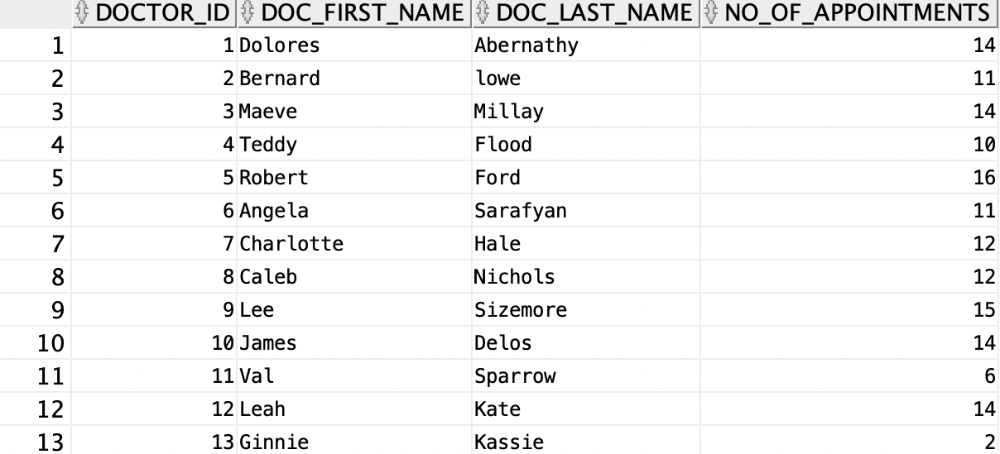 DOCTOR_ID DOC_FIRST_NAME DOC_LAST_NAME NO_OF_APPOINTMENTS
1 1 Dolores Abernathy 14
2 2 Bernard lowe 11
3 3 Maeve Millay 14
4 4 Teddy Flood 10
5 5 Robert Ford 16
6 6 Angela Sarafyan 11
7 7 Charlotte Hale 12
8 8 Caleb Nichols 12
9 9 Lee Sizemore 15
10 10 James Delos 14
11 11 Val Sparrow 6
12 12 Leah Kate 14
13 13 Ginnie Kassie 2